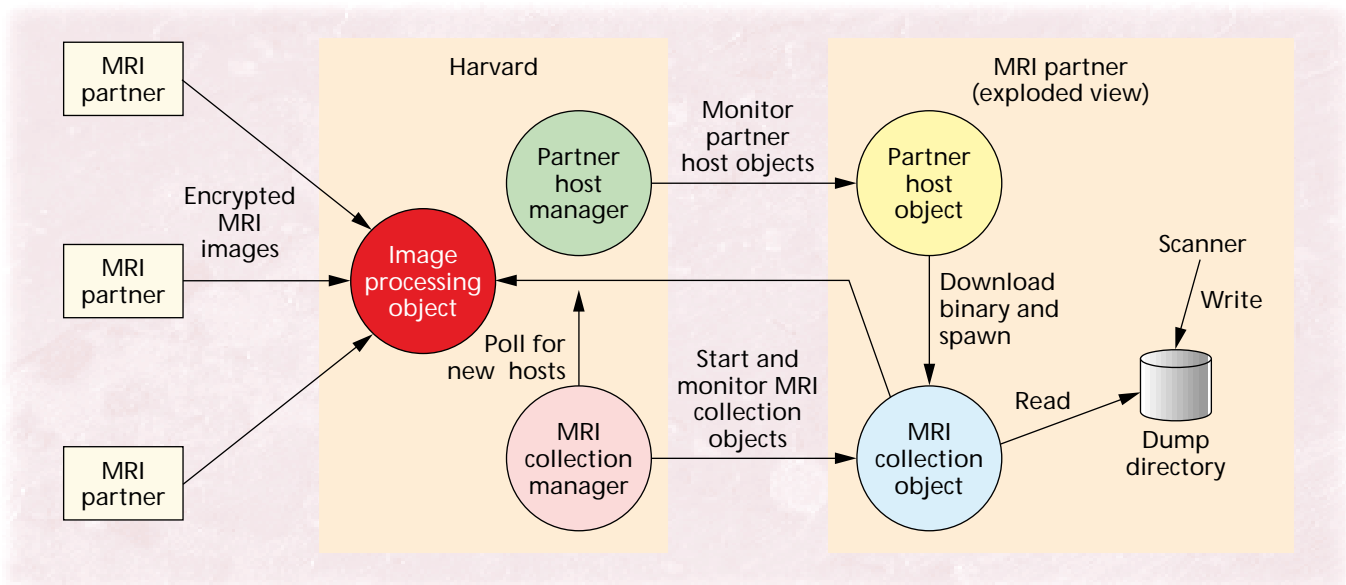 MRI
partner
Encrypted
MRI
images
MRI
partner
MRI
partner
Harvard
Partner
host
manager
Image
processing
object
Poll for
new hosts
MRI
collection
manager
Monitor
partner
host objects
Start and
monitor MRI
collection
objects
MRI partner
(exploded view)
Partner
host
object
Download
binary and
spawn
MRI
collection
object
Scanner
Write
Read
Dump
directory